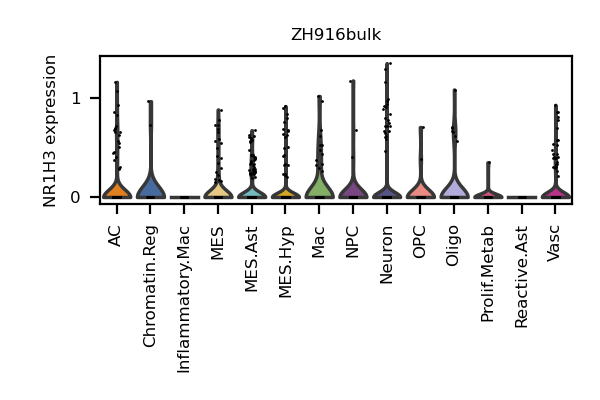 ZH916bulk
NR1H3 expression
1
0
AC
Chromatin.Reg
Inflammatory.Mac
MES
MES.Ast
MES.Hyp
Mac
NPC
Neuron
OPC
Oligo
Prolif.Metab
Reactive.Ast
Vasc